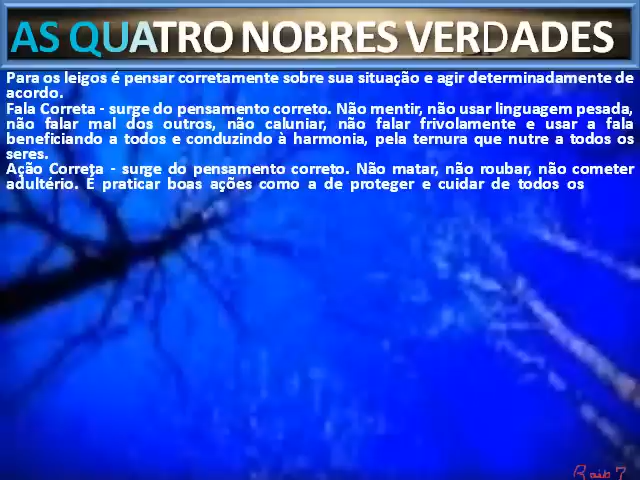 AS QUATRO NOBRES VERDADES
Para os leigos é pensar corretamente sobre sua situação e agir determinadamente de
acordo.
Fala Correta - surge do pensamento correto. Não mentir, não usar linguagem pesada,
não falar mal dos outros, não caluniar, não falar frivolamente e usar a fala
beneficiando a todos e conduzindo à harmonia, pela ternura que nutre a todos os
seres.
Ação Correta - surge do pensamento correto. Não matar, não roubar, não cometer
adultério. É praticar boas ações como a de proteger e cuidar de todos os